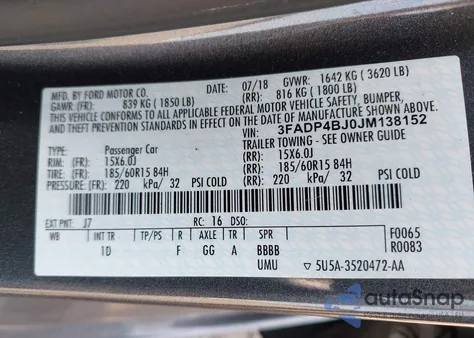 MFD. BY FORD MOTOR CO.
DATE: 07/18 GVWR: 1642 KG ( 3620 LB)
GAWR: (FR): 839 KG ( 1850 LB) (RR): 816 KG ( 1800 LB)
THIS VEHICLE CONFORMS TO ALL APPLICABLE FEDERAL MOTOR VEHICLE SAFETY, BUMPER,
AND THEFT PREVENTION STANDARDS IN EFFECT ON THE DATE OF MANUFACTURE SHOWN ABOVE.
VIN: 3FADP4BJ0JM138152
TYPE: Passenger Car TRAILER TOWING - SEE OWNER GUIDE
RIM: (FR): 15X6.0J (RR): 15X6.0J
TIRE: (FR): 185/60R15 84H (RR): 185/60R15 84H
PRESSURE: (FR): 220 kPa/ 32 PSI COLD (RR): 220 kPa/ 32 PSI COLD
EXT PNT: J7 RC: 16 DSO: F0065
WB INT TR TP/PS R AXLE TR SPR R0083
1D F GG A BBBB
UMU ▽ 5U5A-3520472-AA
autoSnap